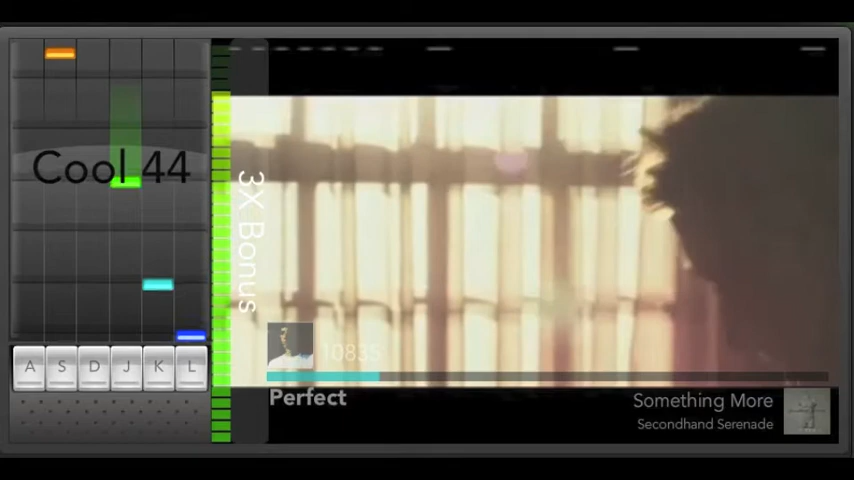 Cool 44
3X Bonus
A S D J K L
10835
Perfect
Something More
Secondhand Serenade